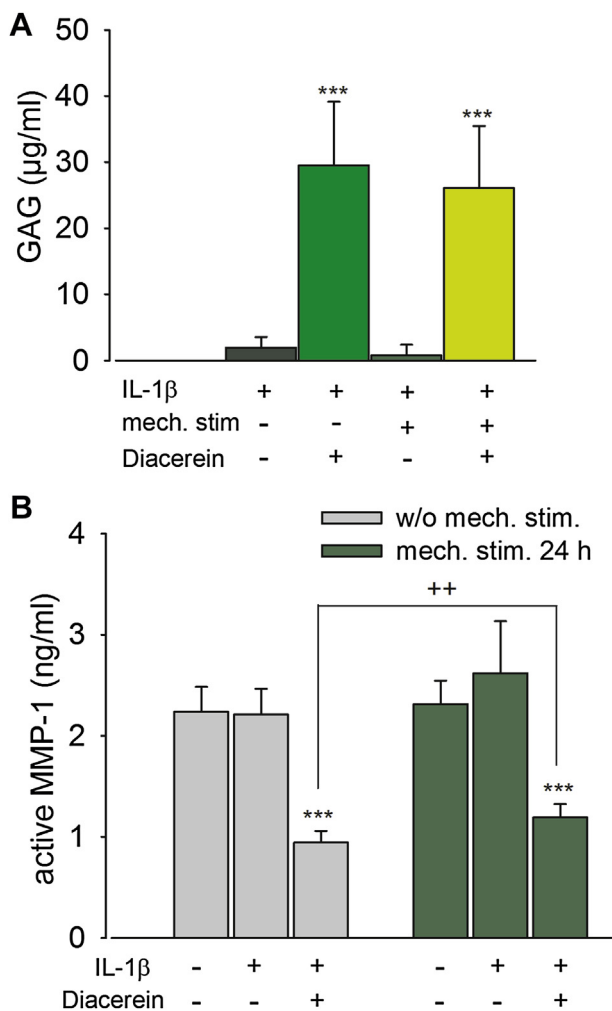 A
50
40
30
20
10
0
GAG (µg/ml)
***
***
IL-1β + + + +
mech. stim - - + +
Diacerein - + - +
B
w/o mech. stim.
mech. stim. 24 h
4
3
2
1
0
active MMP-1 (ng/ml)
++
***
***
IL-1β - + + - + +
Diacerein - - + - - +